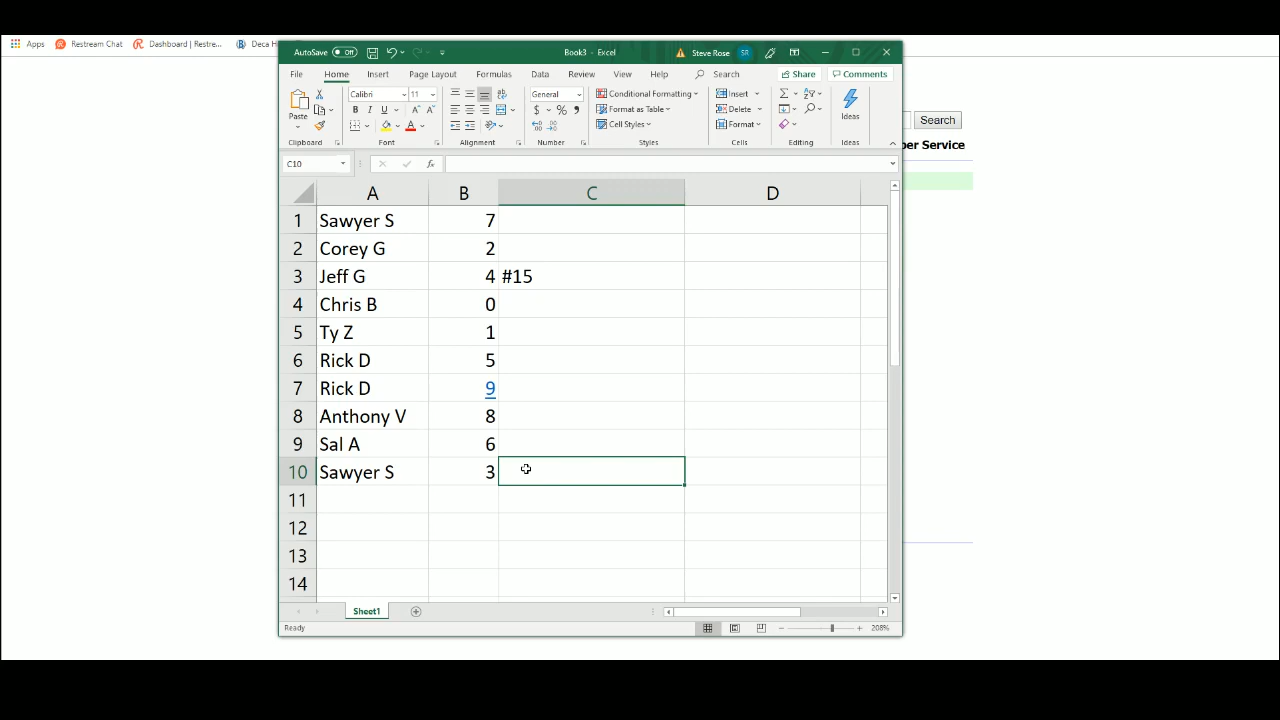 Apps Restream Chat Dashboard | Restre... Deca H
AutoSave Off Book3 - Excel Steve Rose SR
File Home Insert Page Layout Formulas Data Review View Help Search Share Comments
Paste Calibri 11 General Conditional Formatting Insert Ideas
B I U A A $ % , Format as Table Delete
Cell Styles Format
Clipboard Font Alignment Number Styles Cells Editing Ideas
Search
per Service
C10 fx
A B C D
1 Sawyer S 7
2 Corey G 2
3 Jeff G 4 #15
4 Chris B 0
5 Ty Z 1
6 Rick D 5
7 Rick D 9
8 Anthony V 8
9 Sal A 6
10 Sawyer S 3
11
12
13
14
Sheet1
Ready 208%